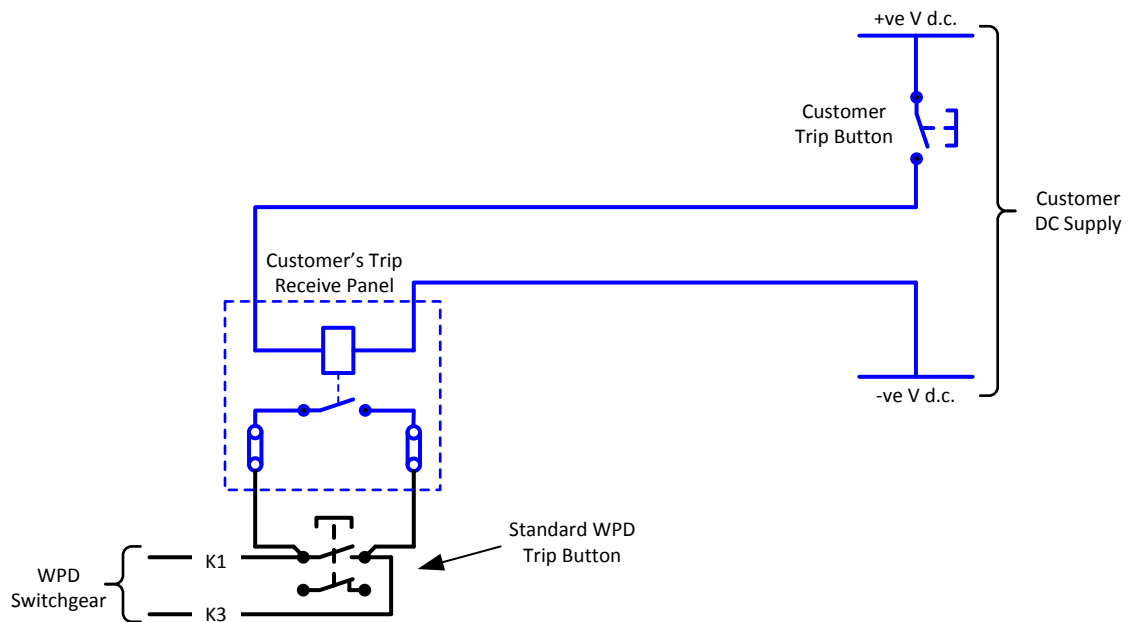 +ve V d.c.
Customer
Trip Button
Customer
DC Supply
Customer’s Trip
Receive Panel
-ve V d.c.
Standard WPD
Trip Button
K1
WPD
Switchgear
K3